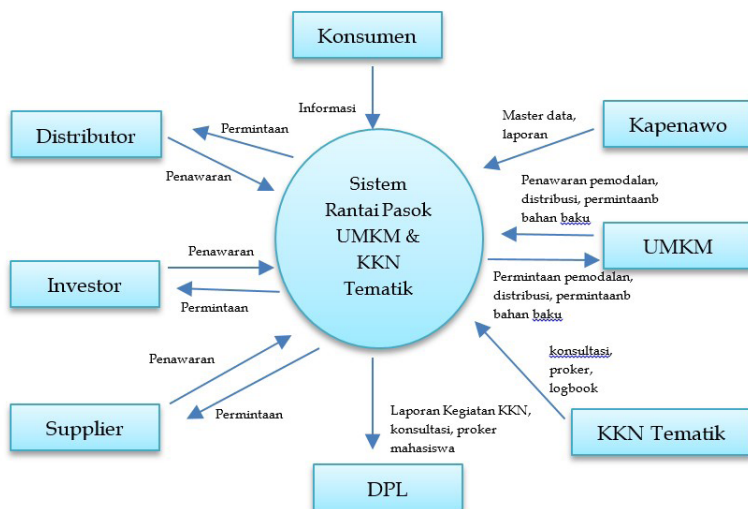 Konsumen
Informasi
Distributor
Permintaan
Penawaran
Master data,
laporan
Kapenawo
Sistem
Rantai Pasok
UMKM &
KKN
Tematik
Penawaran pemodalan,
distribusi, permintaanb
bahan baku
UMKM
Permintaan pemodalan,
distribusi, permintaanb
bahan baku
Investor
Penawaran
Permintaan
Penawaran
Supplier
Permintaan
konsultasi,
proker,
logbook
KKN Tematik
Laporan Kegiatan KKN,
konsultasi, proker
mahasiswa
DPL